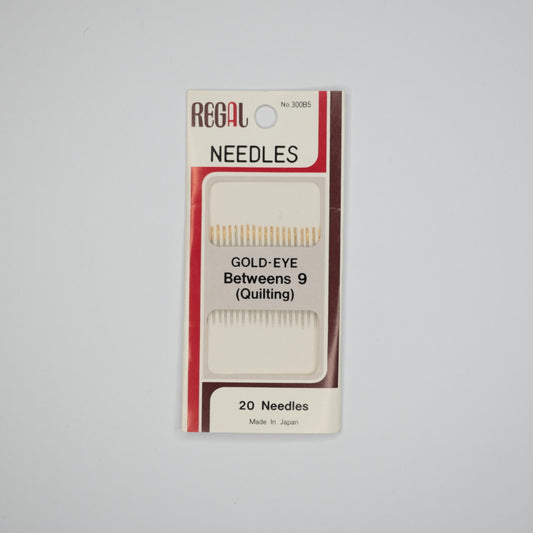 REGAL
No.300B5
NEEDLES
GOLD-EYE
Betweens 9
(Quilting)
20 Needles
Made In Japan